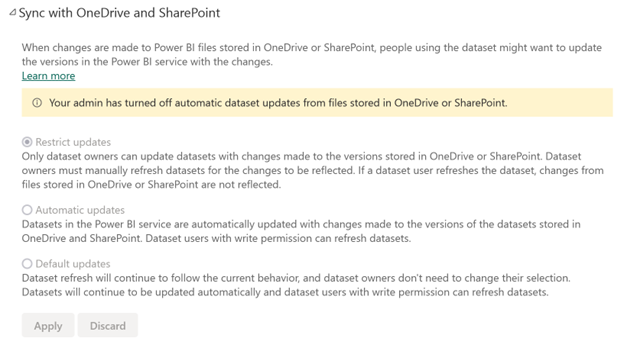 Sync with OneDrive and SharePoint
When changes are made to Power BI files stored in OneDrive or SharePoint, people using the dataset might want to update
the versions in the Power BI service with the changes.
Learn more
Your admin has turned off automatic dataset updates from files stored in OneDrive or SharePoint.
Restrict updates
Only dataset owners can update datasets with changes made to the versions stored in OneDrive or SharePoint. Dataset
owners must manually refresh datasets for the changes to be reflected. If a dataset user refreshes the dataset, changes from
files stored in OneDrive or SharePoint are not reflected.
Automatic updates
Datasets in the Power BI service are automatically updated with changes made to the versions of the datasets stored in
OneDrive and SharePoint. Dataset users with write permission can refresh datasets.
Default updates
Dataset refresh will continue to follow the current behavior, and dataset owners don't need to change their selection.
Datasets will continue to be updated automatically and dataset users with write permission can refresh datasets.
Apply Discard